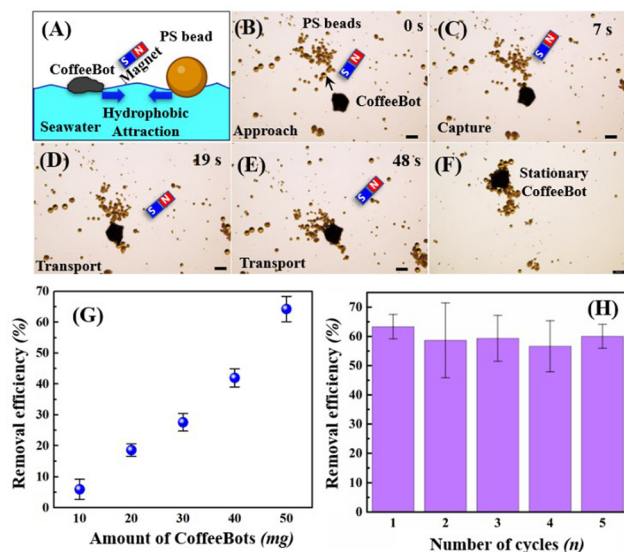 (A)
S N
Magnet
PS bead
CoffeeBot
Seawater
Hydrophobic
Attraction
(B)
PS beads
0 s
S N
CoffeeBot
Approach
(C)
7 s
S N
Capture
(D)
19 s
S N
Transport
(E)
48 s
S N
Transport
(F)
Stationary
CoffeeBot
(G)
Removal efficiency (%)
70
60
50
40
30
20
10
0
10 20 30 40 50
Amount of CoffeeBots (mg)
(H)
Removal efficiency (%)
70
60
50
40
30
20
10
0
1 2 3 4 5
Number of cycles (n)